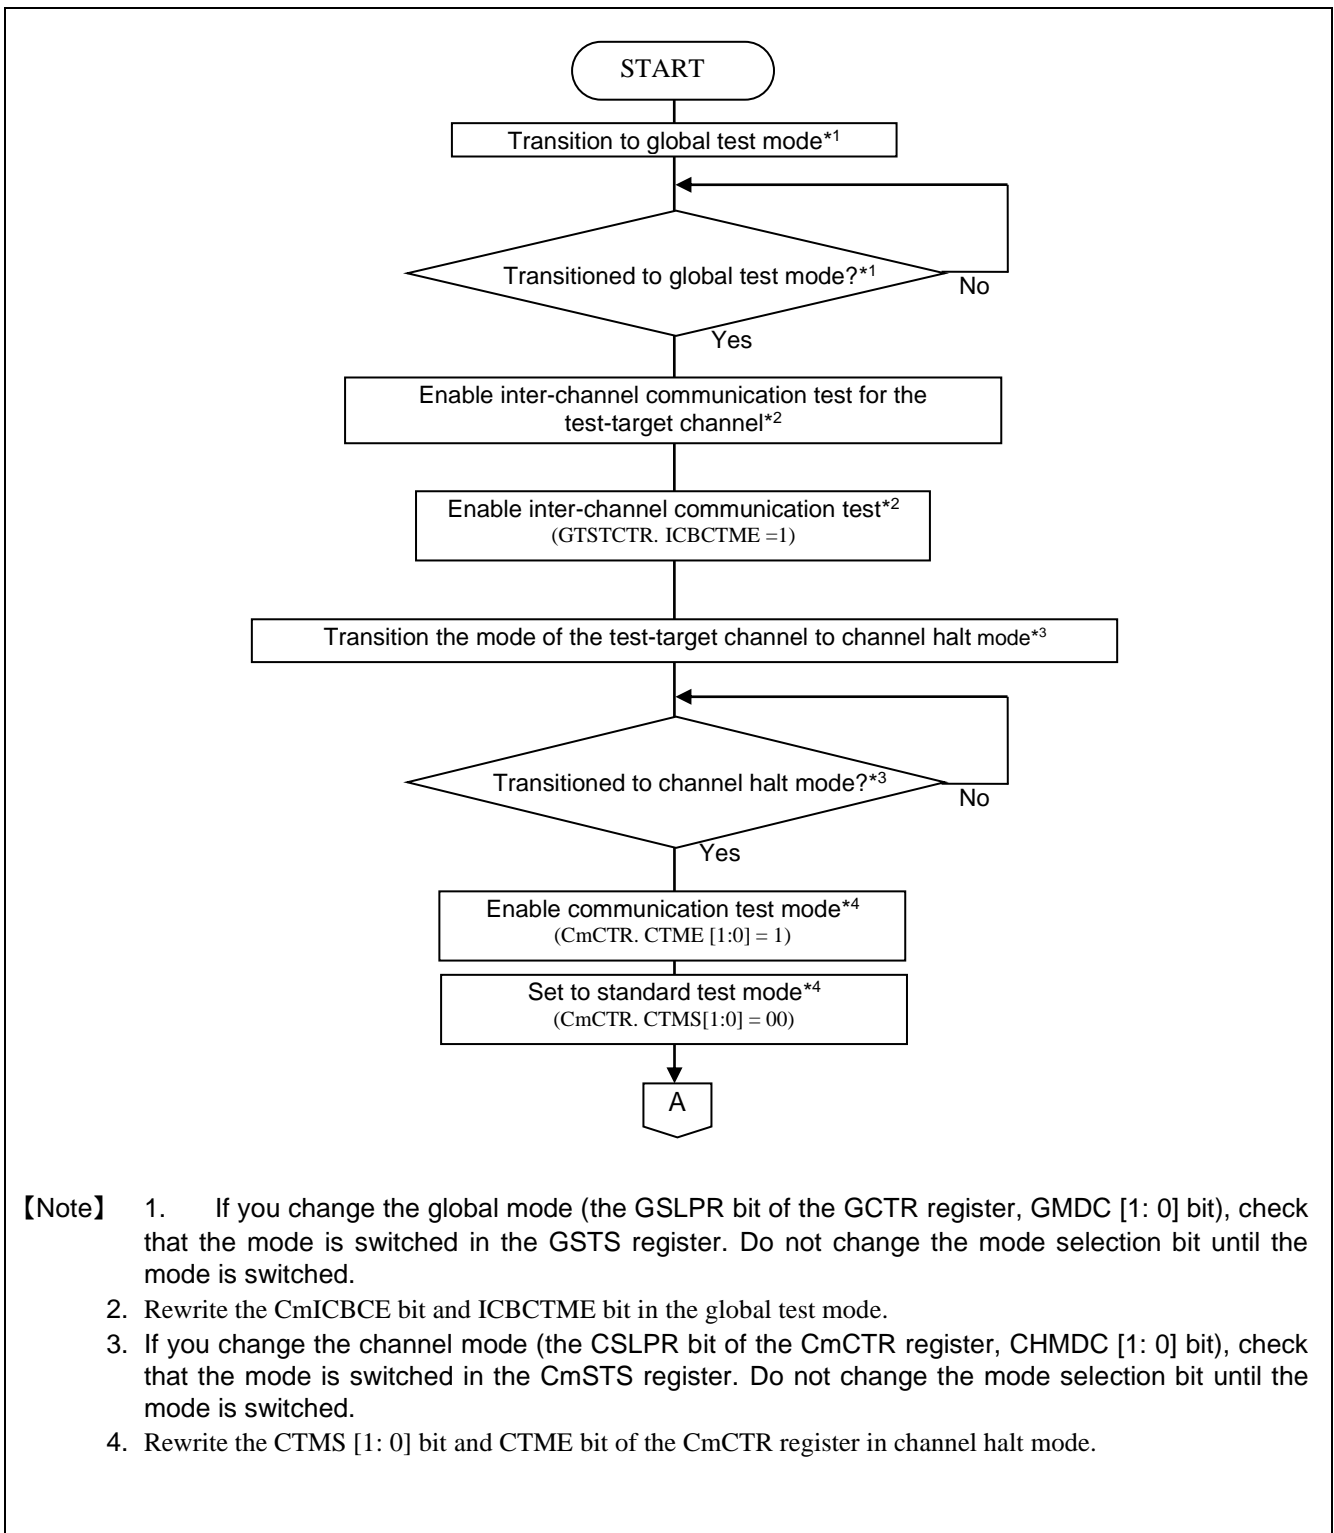 START
Transition to global test mode*1
Transitioned to global test mode?*1
No
Yes
Enable inter-channel communication test for the
test-target channel*2
Enable inter-channel communication test*2
(GTSTCTR. ICBCTME =1)
Transition the mode of the test-target channel to channel halt mode*3
Transitioned to channel halt mode?*3
No
Yes
Enable communication test mode*4
(CmCTR. CTME [1:0] = 1)
Set to standard test mode*4
(CmCTR. CTMS[1:0] = 00)
A
【Note】 1. If you change the global mode (the GSLPR bit of the GCTR register, GMDC [1: 0] bit), check
that the mode is switched in the GSTS register. Do not change the mode selection bit until the
mode is switched.
2. Rewrite the CmICBCE bit and ICBCTME bit in the global test mode.
3. If you change the channel mode (the CSLPR bit of the CmCTR register, CHMDC [1: 0] bit), check
that the mode is switched in the CmSTS register. Do not change the mode selection bit until the
mode is switched.
4. Rewrite the CTMS [1: 0] bit and CTME bit of the CmCTR register in channel halt mode.